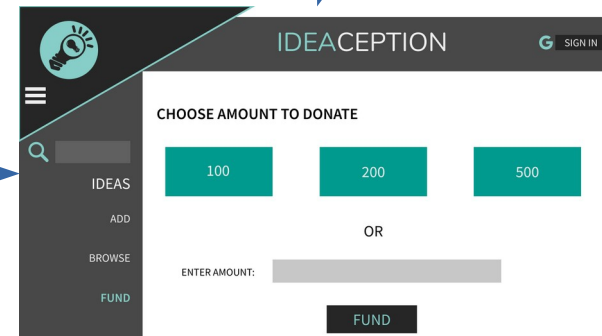 IDEACEPTION
G SIGN IN
CHOOSE AMOUNT TO DONATE
100 200 500
IDEAS
ADD
OR
BROWSE
ENTER AMOUNT:
FUND
FUND